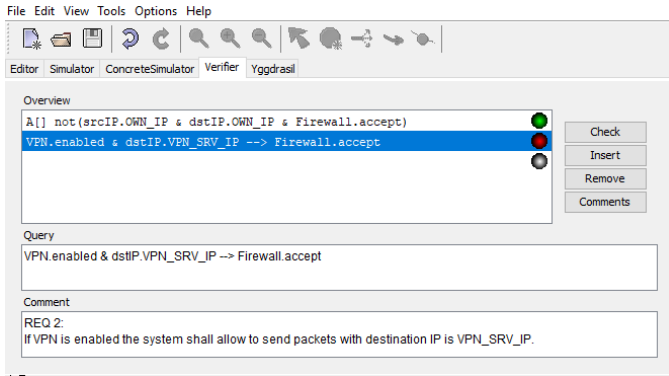 File Edit View Tools Options Help
Editor Simulator ConcreteSimulator Verifier Yggdrasil
Overview
A[] not(srcIP.OWN_IP & dstIP.OWN_IP & Firewall.accept)
VPN.enabled & dstIP.VPN_SRV_IP --> Firewall.accept
Check
Insert
Remove
Comments
Query
VPN.enabled & dstIP.VPN_SRV_IP --> Firewall.accept
Comment
REQ 2:
If VPN is enabled the system shall allow to send packets with destination IP is VPN_SRV_IP.